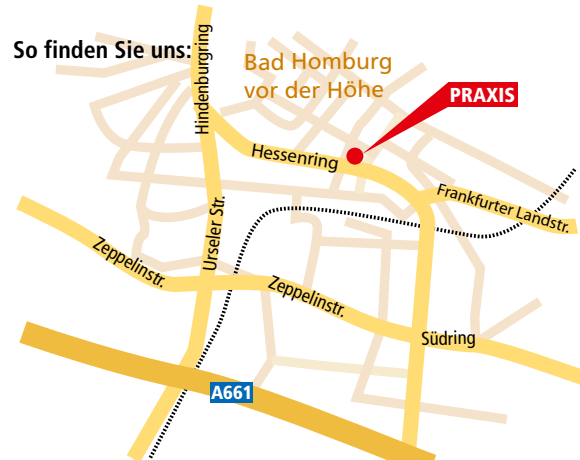 So finden Sie uns:
Hindenburgring
Bad Homburg
vor der Höhe
PRAXIS
Hessenring
Frankfurter Landstr.
Urseler Str.
Zeppelinstr.
Zeppelinstr.
Südring
A661